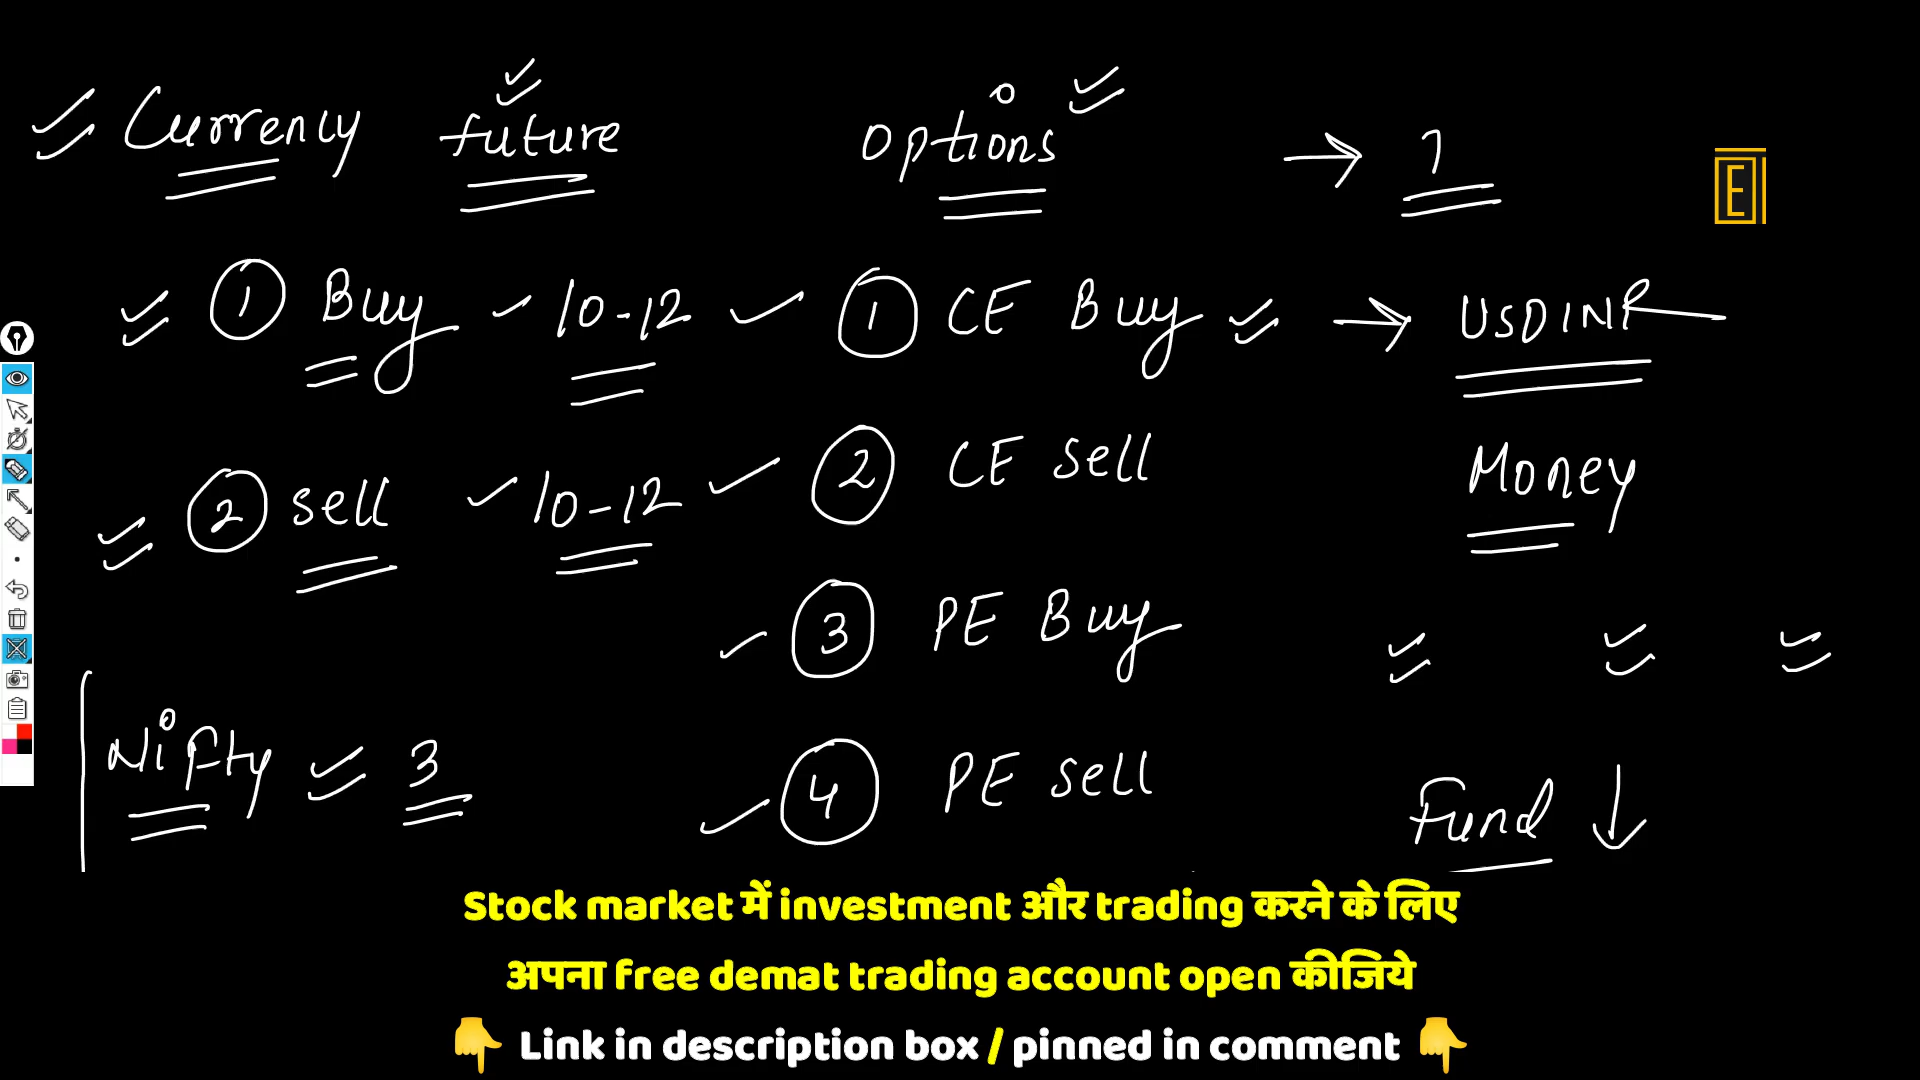 Currency future options → 1
① Buy 10-12 ① CE Buy → USDINR
② sell 10-12 ② CE sell Money
③ PE Buy
Nifty 3 ④ PE sell Fund ↓
E
Stock market में investment और trading करने के लिए
अपना free demat trading account open कीजिये
👇 Link in description box / pinned in comment 👇